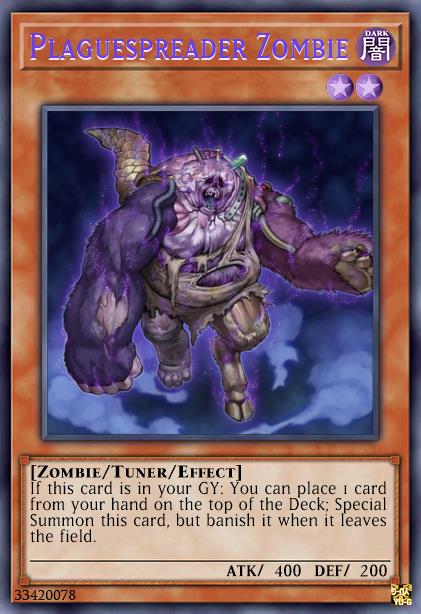 Plaguespreader Zombie
DARK
闇
[Zombie/Tuner/Effect]
If this card is in your GY: You can place 1 card
from your hand on the top of the Deck; Special
Summon this card, but banish it when it leaves
the field.
ATK/ 400 DEF/ 200
33420078